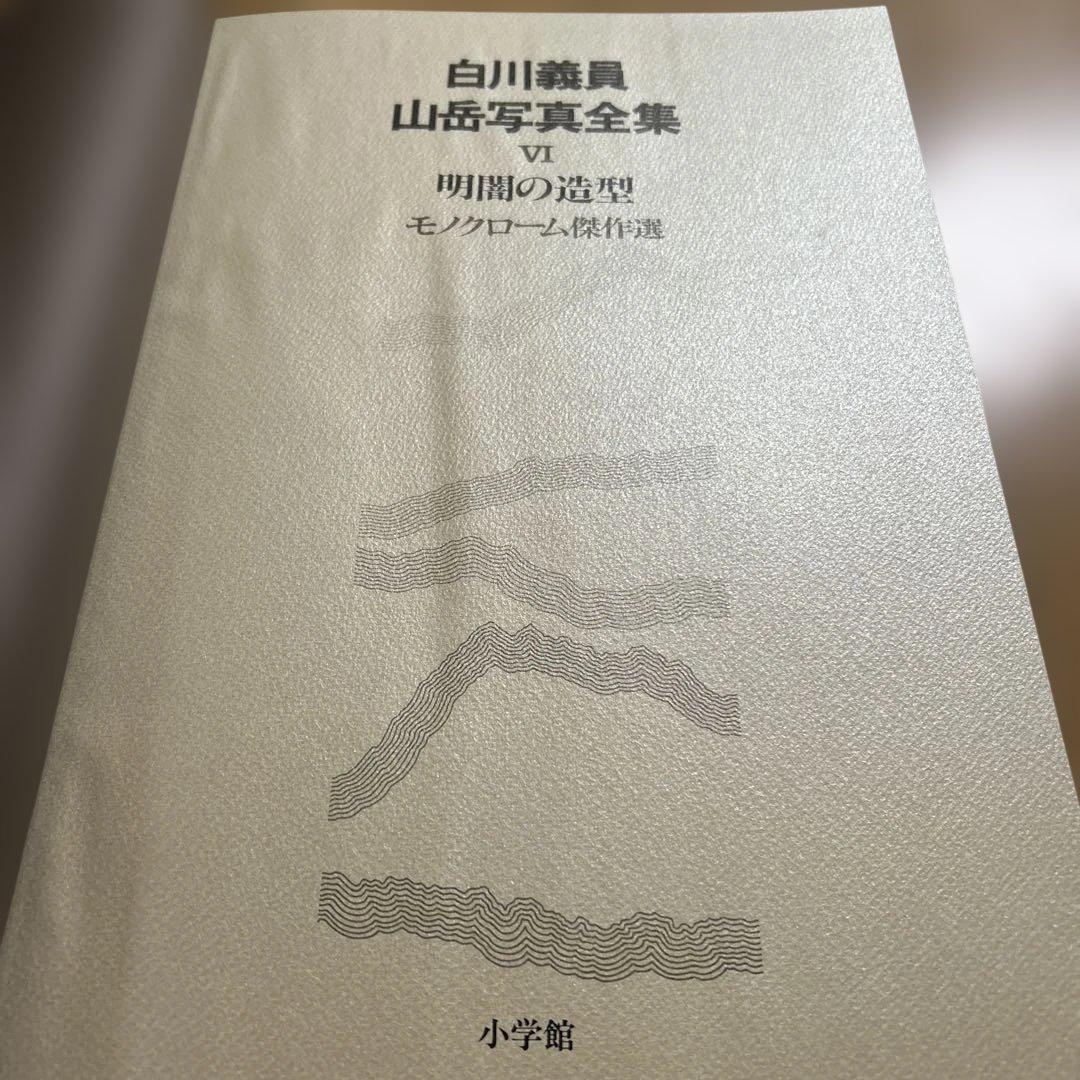 白川義員
山岳写真全集
VI
明闇の造型
モノクローム傑作選
小学館